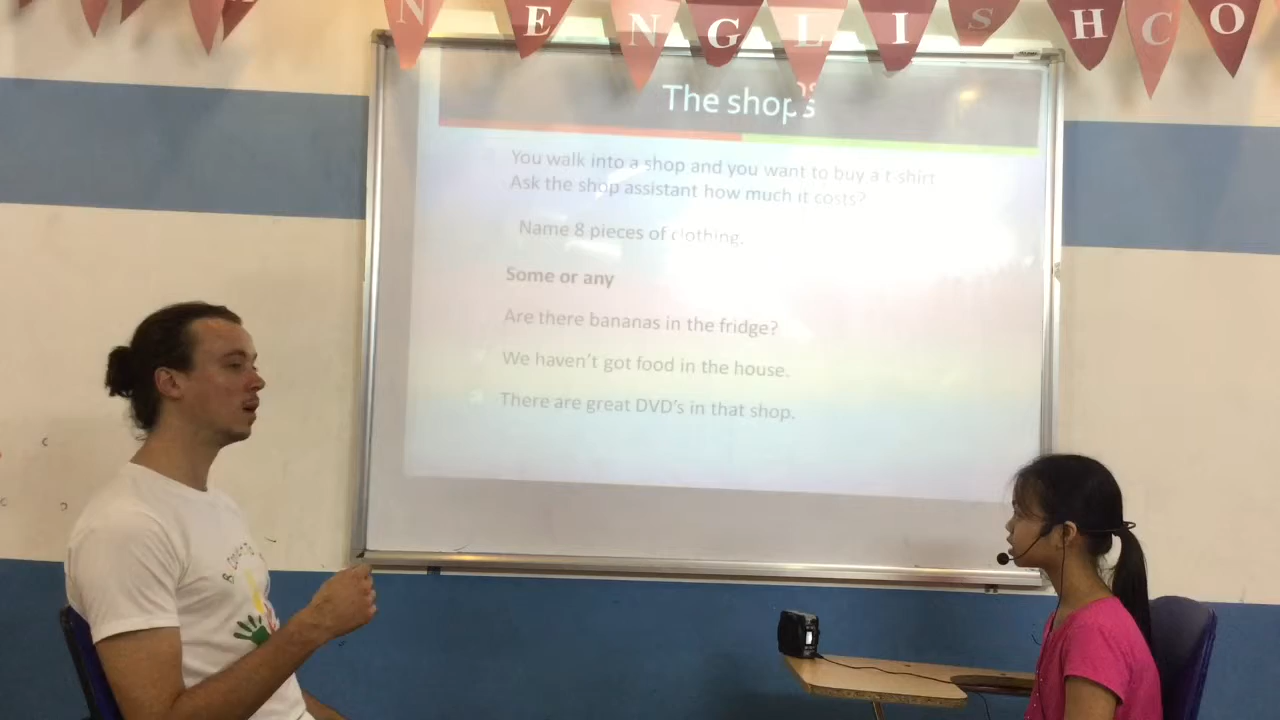 N ENGLISH CO
The shops
You walk into a shop and you want to buy a t-shirt
Ask the shop assistant how much it costs?
Name 8 pieces of clothing.
Some or any
Are there bananas in the fridge?
We haven't got food in the house.
There are great DVD's in that shop.